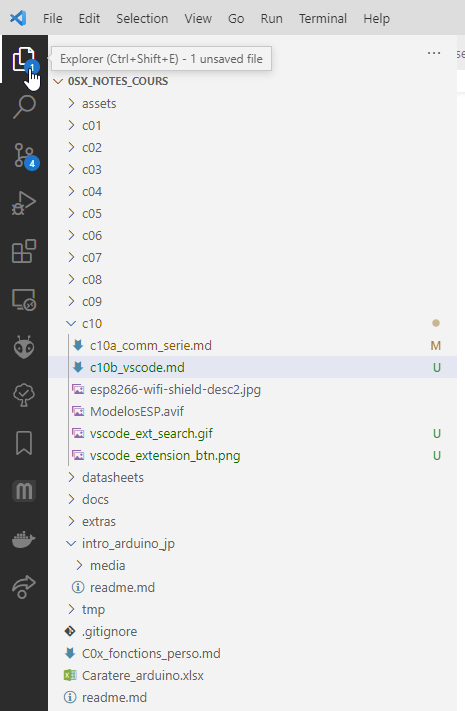 File Edit Selection View Go Run Terminal Help
Explorer (Ctrl+Shift+E) - 1 unsaved file
1
0SX_NOTES_COURS
assets
c01
c02
c03
4
c04
c05
c06
c07
c08
c09
c10
c10a_comm_serie.md M
c10b_vscode.md U
esp8266-wifi-shield-desc2.jpg
ModelosESP.avif
vscode_ext_search.gif U
vscode_extension_btn.png U
datasheets
docs
extras
intro_arduino_jp
media
readme.md
tmp
.gitignore
C0x_fonctions_perso.md
Caratere_arduino.xlsx
readme.md